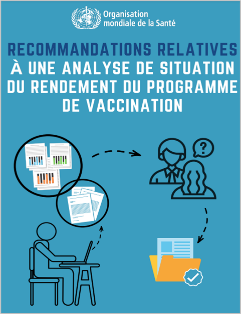 Organisation
mondiale de la Santé
RECOMMANDATIONS RELATIVES
À UNE ANALYSE DE SITUATION
DU RENDEMENT DU PROGRAMME
DE VACCINATION
?